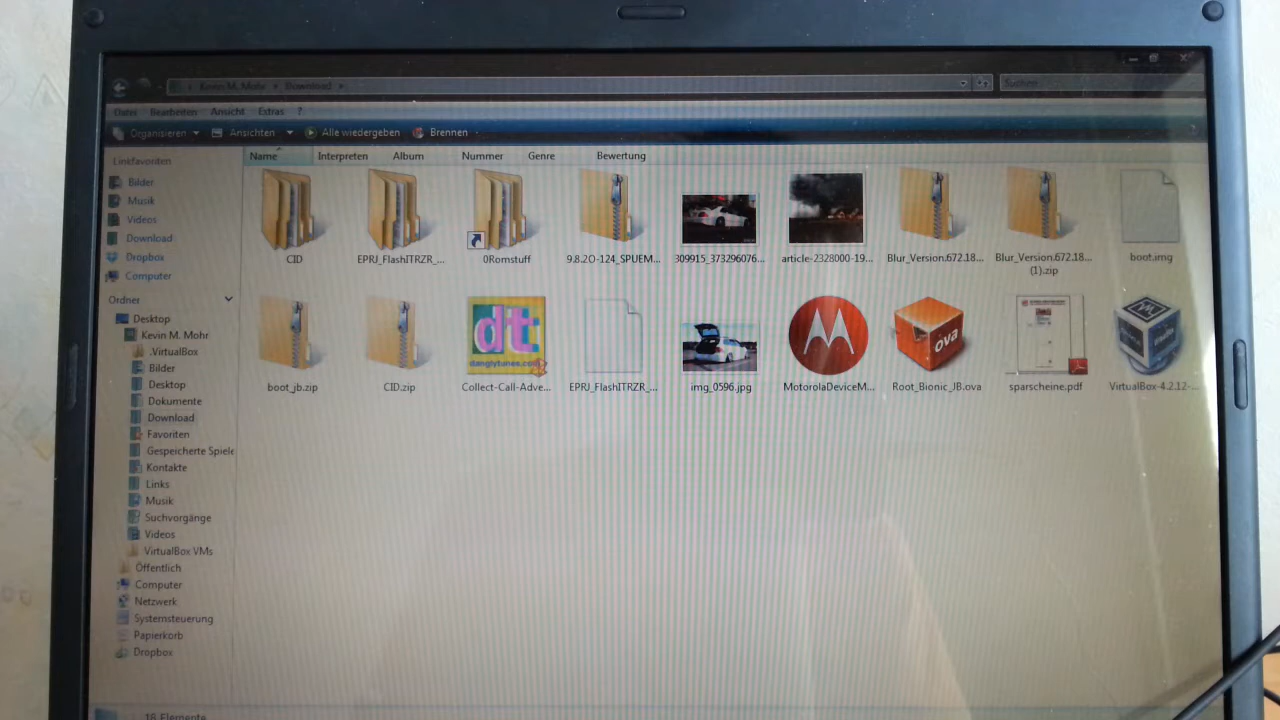 Kevin M. Mohr ▸ Download ▸
Suchen
Datei Bearbeiten Ansicht Extras ?
Organisieren Ansichten Alle wiedergeben Brennen
Linkfavoriten
Bilder
Musik
Videos
Download
Dropbox
Computer
Ordner
Desktop
Kevin M. Mohr
.VirtualBox
Bilder
Desktop
Dokumente
Download
Favoriten
Gespeicherte Spiele
Kontakte
Links
Musik
Suchvorgänge
Videos
VirtualBox VMs
Öffentlich
Computer
Netzwerk
Systemsteuerung
Papierkorb
Dropbox
Name Interpreten Album Nummer Genre Bewertung
CID
EPRJ_FlashITRZR_...
0Romstuff
9.8.2O-124_SPUEM...
309915_373296076...
article-2328000-19...
Blur_Version.672.18...
Blur_Version.672.18...
(1).zip
boot.img
boot_jb.zip
CID.zip
dt:
danglytunes.com
Collect-Call-Adve...
EPRJ_FlashITRZR_...
img_0596.jpg
MotorolaDeviceM...
ova
Root_Bionic_JB.ova
sparscheine.pdf
VirtualBox-4.2.12-...
18 Elemente